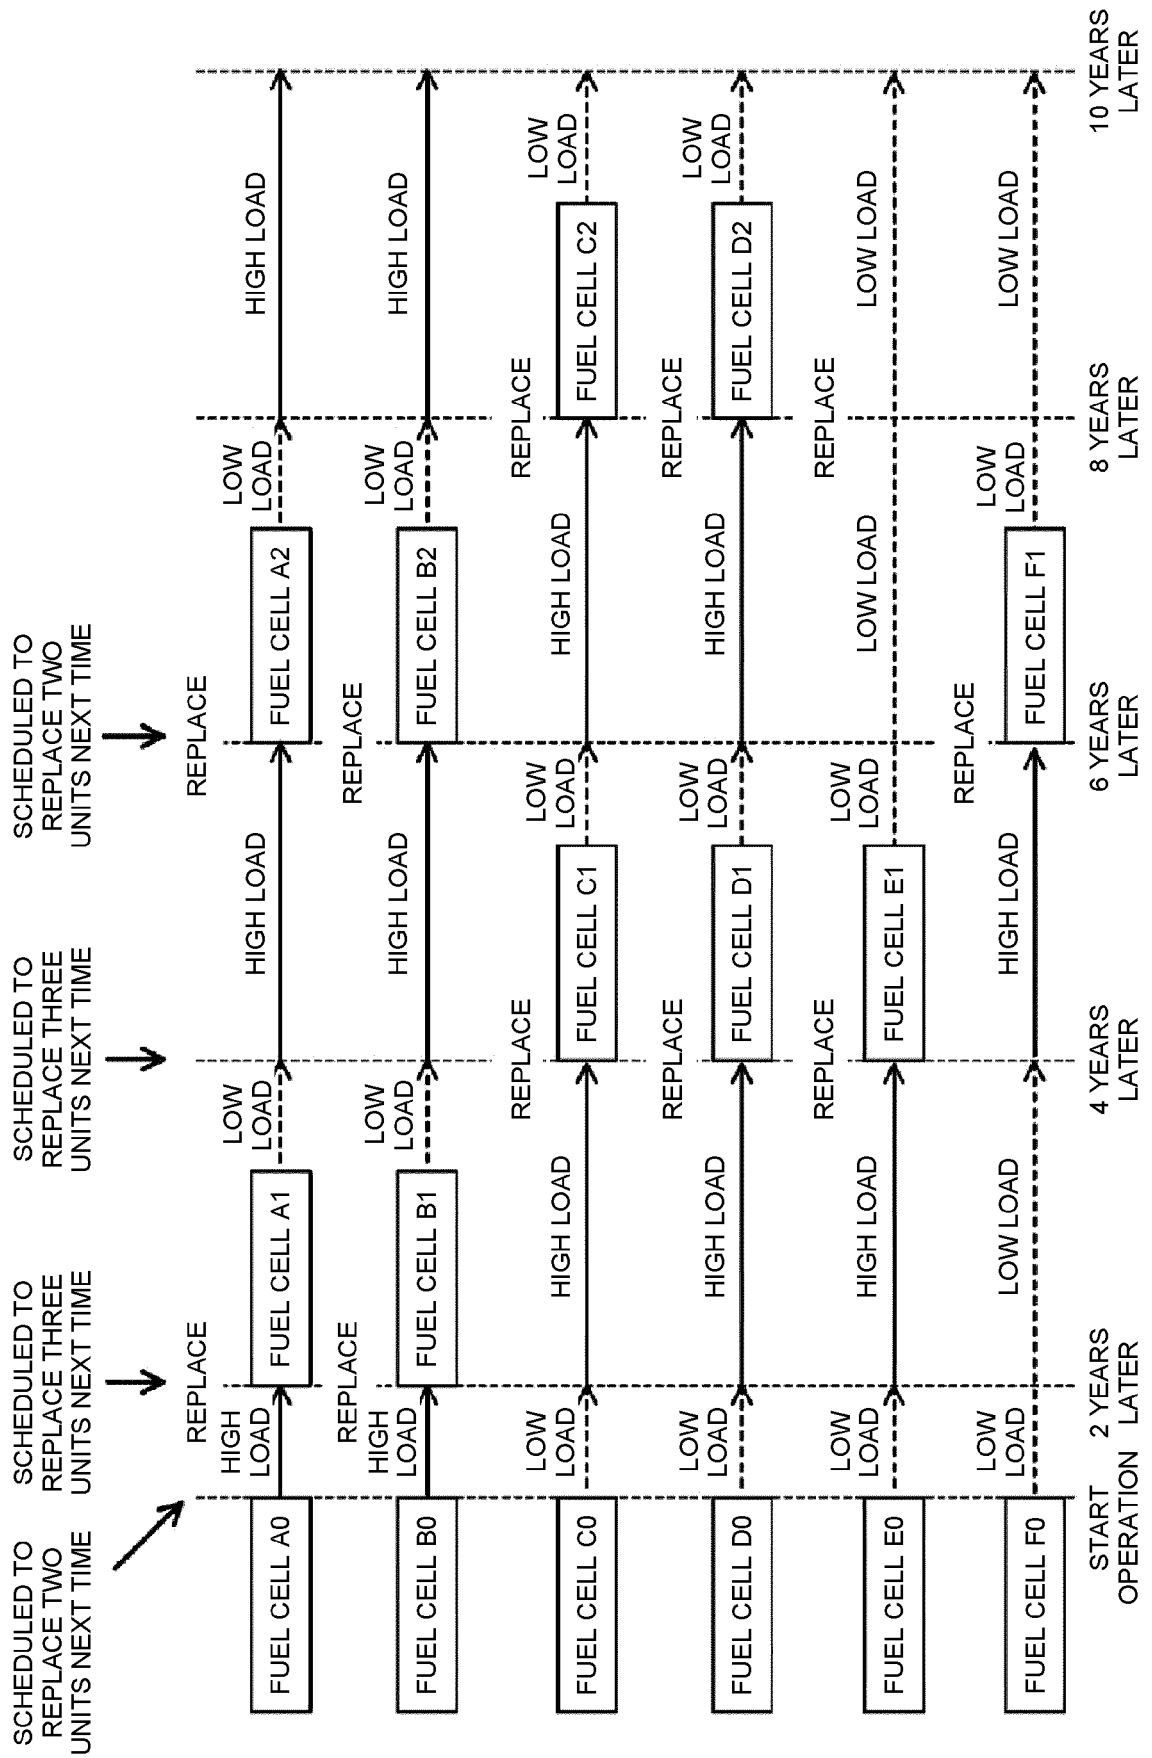 SCHEDULED TO
REPLACE TWO
UNITS NEXT TIME
SCHEDULED TO
REPLACE THREE
UNITS NEXT TIME
SCHEDULED TO
REPLACE THREE
UNITS NEXT TIME
SCHEDULED TO
REPLACE TWO
UNITS NEXT TIME
REPLACE
REPLACE
FUEL CELL A0
HIGH
LOAD
FUEL CELL A1
LOW
LOAD
HIGH LOAD
FUEL CELL A2
LOW
LOAD
HIGH LOAD
REPLACE
REPLACE
FUEL CELL B0
HIGH
LOAD
FUEL CELL B1
LOW
LOAD
HIGH LOAD
FUEL CELL B2
LOW
LOAD
HIGH LOAD
REPLACE
REPLACE
FUEL CELL C0
LOW
LOAD
HIGH LOAD
FUEL CELL C1
LOW
LOAD
HIGH LOAD
FUEL CELL C2
LOW
LOAD
REPLACE
REPLACE
FUEL CELL D0
LOW
LOAD
HIGH LOAD
FUEL CELL D1
LOW
LOAD
HIGH LOAD
FUEL CELL D2
LOW
LOAD
REPLACE
REPLACE
FUEL CELL E0
LOW
LOAD
HIGH LOAD
FUEL CELL E1
LOW
LOAD
LOW LOAD
LOW LOAD
REPLACE
FUEL CELL F0
LOW
LOAD
LOW LOAD
HIGH LOAD
FUEL CELL F1
LOW
LOAD
LOW LOAD
START
OPERATION
2 YEARS
LATER
4 YEARS
LATER
6 YEARS
LATER
8 YEARS
LATER
10 YEARS
LATER